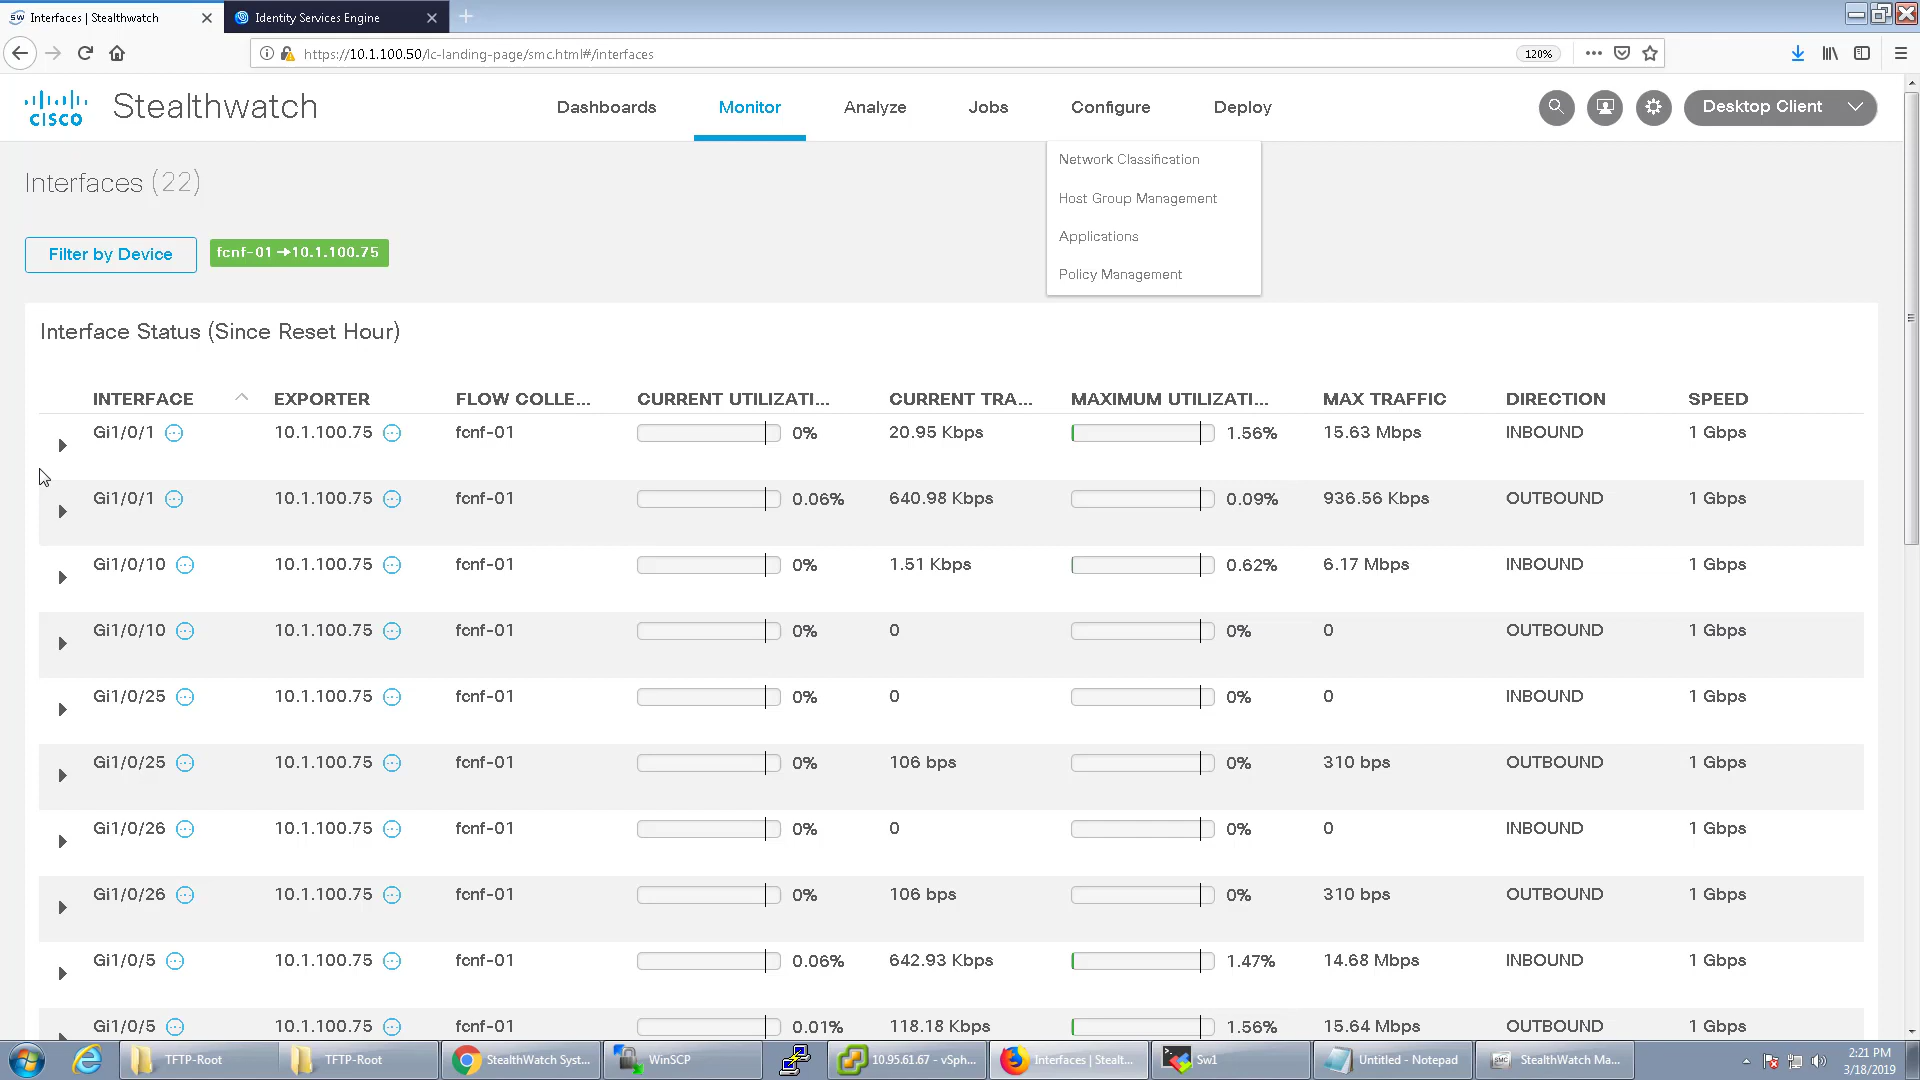 Interfaces | Stealthwatch
Identity Services Engine
https://10.1.100.50/lc-landing-page/smc.html#/interfaces
120%
CISCO
Stealthwatch
Dashboards
Monitor
Analyze
Jobs
Configure
Deploy
Desktop Client
Network Classification
Host Group Management
Applications
Policy Management
Interfaces (22)
Filter by Device
fcnf-01 →10.1.100.75
Interface Status (Since Reset Hour)
INTERFACE EXPORTER FLOW COLLE... CURRENT UTILIZATI... CURRENT TRA... MAXIMUM UTILIZATI... MAX TRAFFIC DIRECTION SPEED
Gi1/0/1 10.1.100.75 fcnf-01 0% 20.95 Kbps 1.56% 15.63 Mbps INBOUND 1 Gbps
Gi1/0/1 10.1.100.75 fcnf-01 0.06% 640.98 Kbps 0.09% 936.56 Kbps OUTBOUND 1 Gbps
Gi1/0/10 10.1.100.75 fcnf-01 0% 1.51 Kbps 0.62% 6.17 Mbps INBOUND 1 Gbps
Gi1/0/10 10.1.100.75 fcnf-01 0% 0 0% 0 OUTBOUND 1 Gbps
Gi1/0/25 10.1.100.75 fcnf-01 0% 0 0% 0 INBOUND 1 Gbps
Gi1/0/25 10.1.100.75 fcnf-01 0% 106 bps 0% 310 bps OUTBOUND 1 Gbps
Gi1/0/26 10.1.100.75 fcnf-01 0% 0 0% 0 INBOUND 1 Gbps
Gi1/0/26 10.1.100.75 fcnf-01 0% 106 bps 0% 310 bps OUTBOUND 1 Gbps
Gi1/0/5 10.1.100.75 fcnf-01 0.06% 642.93 Kbps 1.47% 14.68 Mbps INBOUND 1 Gbps
Gi1/0/5 10.1.100.75 fcnf-01 0.01% 118.18 Kbps 1.56% 15.64 Mbps OUTBOUND 1 Gbps
TFTP-Root
TFTP-Root
StealthWatch Syst...
WinSCP
10.95.61.67 - vSph...
Interfaces | Stealt...
Sw1
Untitled - Notepad
StealthWatch Ma...
2:21 PM
3/18/2019